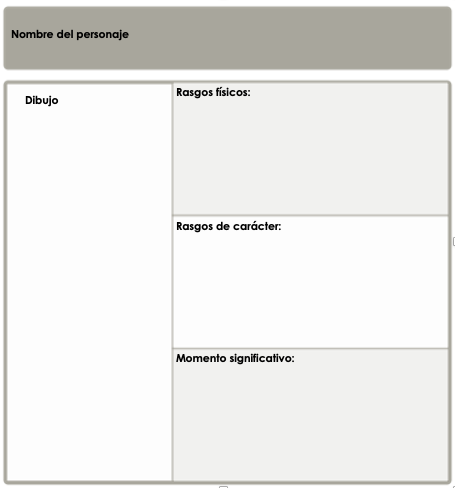 Nombre del personaje
Dibujo
Rasgos físicos:
Rasgos de carácter:
Momento significativo: